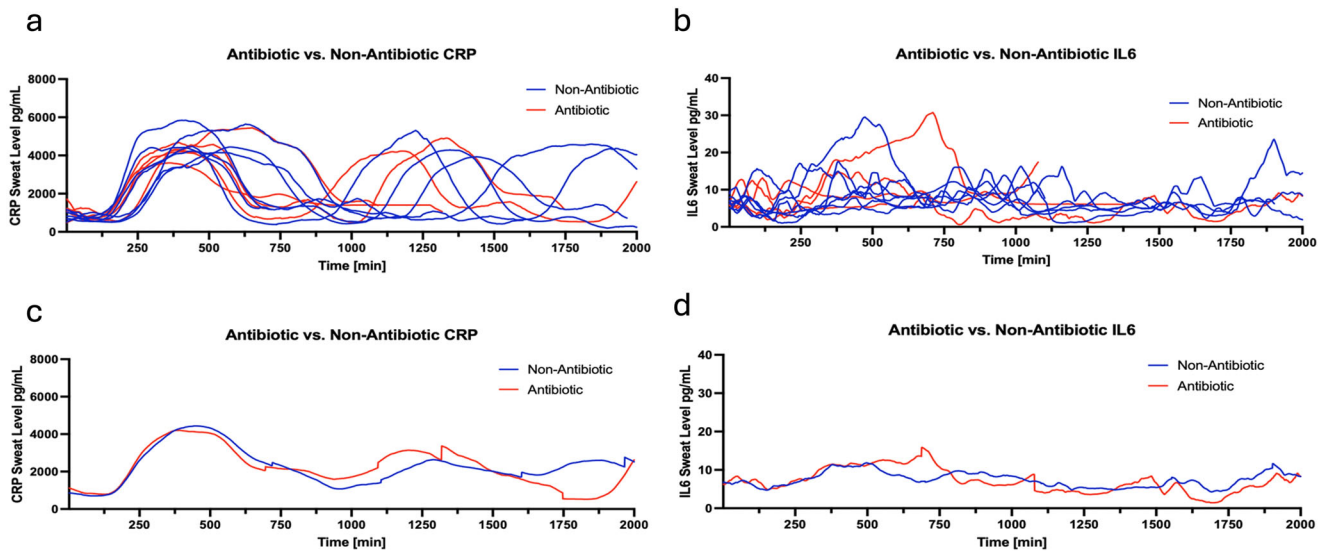 a
Antibiotic vs. Non-Antibiotic CRP
CRP Sweat Level pg/mL
8000
6000
4000
2000
0
Non-Antibiotic
Antibiotic
250 500 750 1000 1250 1500 1750 2000
Time [min]
b
Antibiotic vs. Non-Antibiotic IL6
IL6 Sweat Level pg/mL
40
30
20
10
0
Non-Antibiotic
Antibiotic
250 500 750 1000 1250 1500 1750 2000
Time [min]
c
Antibiotic vs. Non-Antibiotic CRP
CRP Sweat Level pg/mL
8000
6000
4000
2000
0
Non-Antibiotic
Antibiotic
250 500 750 1000 1250 1500 1750 2000
Time [min]
d
Antibiotic vs. Non-Antibiotic IL6
IL6 Sweat Level pg/mL
40
30
20
10
0
Non-Antibiotic
Antibiotic
250 500 750 1000 1250 1500 1750 2000
Time [min]